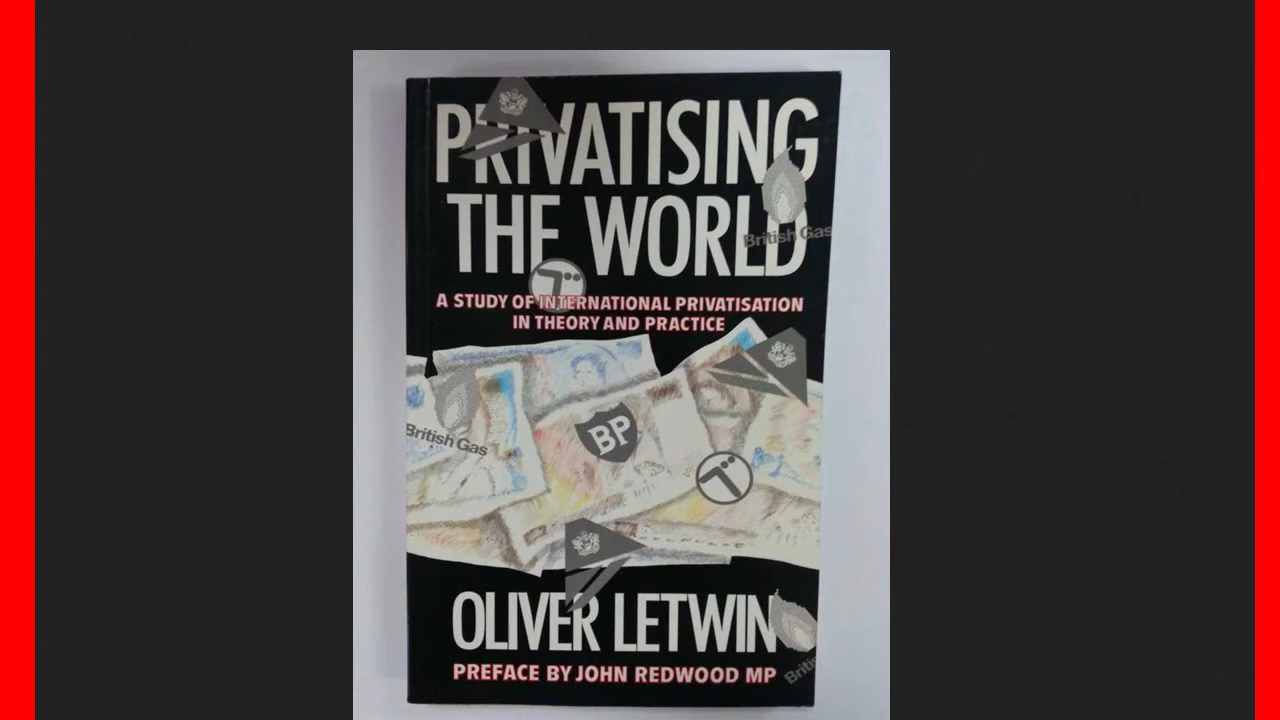 PRIVATISING
THE WORLD
British Gas
A STUDY OF INTERNATIONAL PRIVATISATION
IN THEORY AND PRACTICE
British Gas
BP
OLIVER LETWIN
PREFACE BY JOHN REDWOOD MP